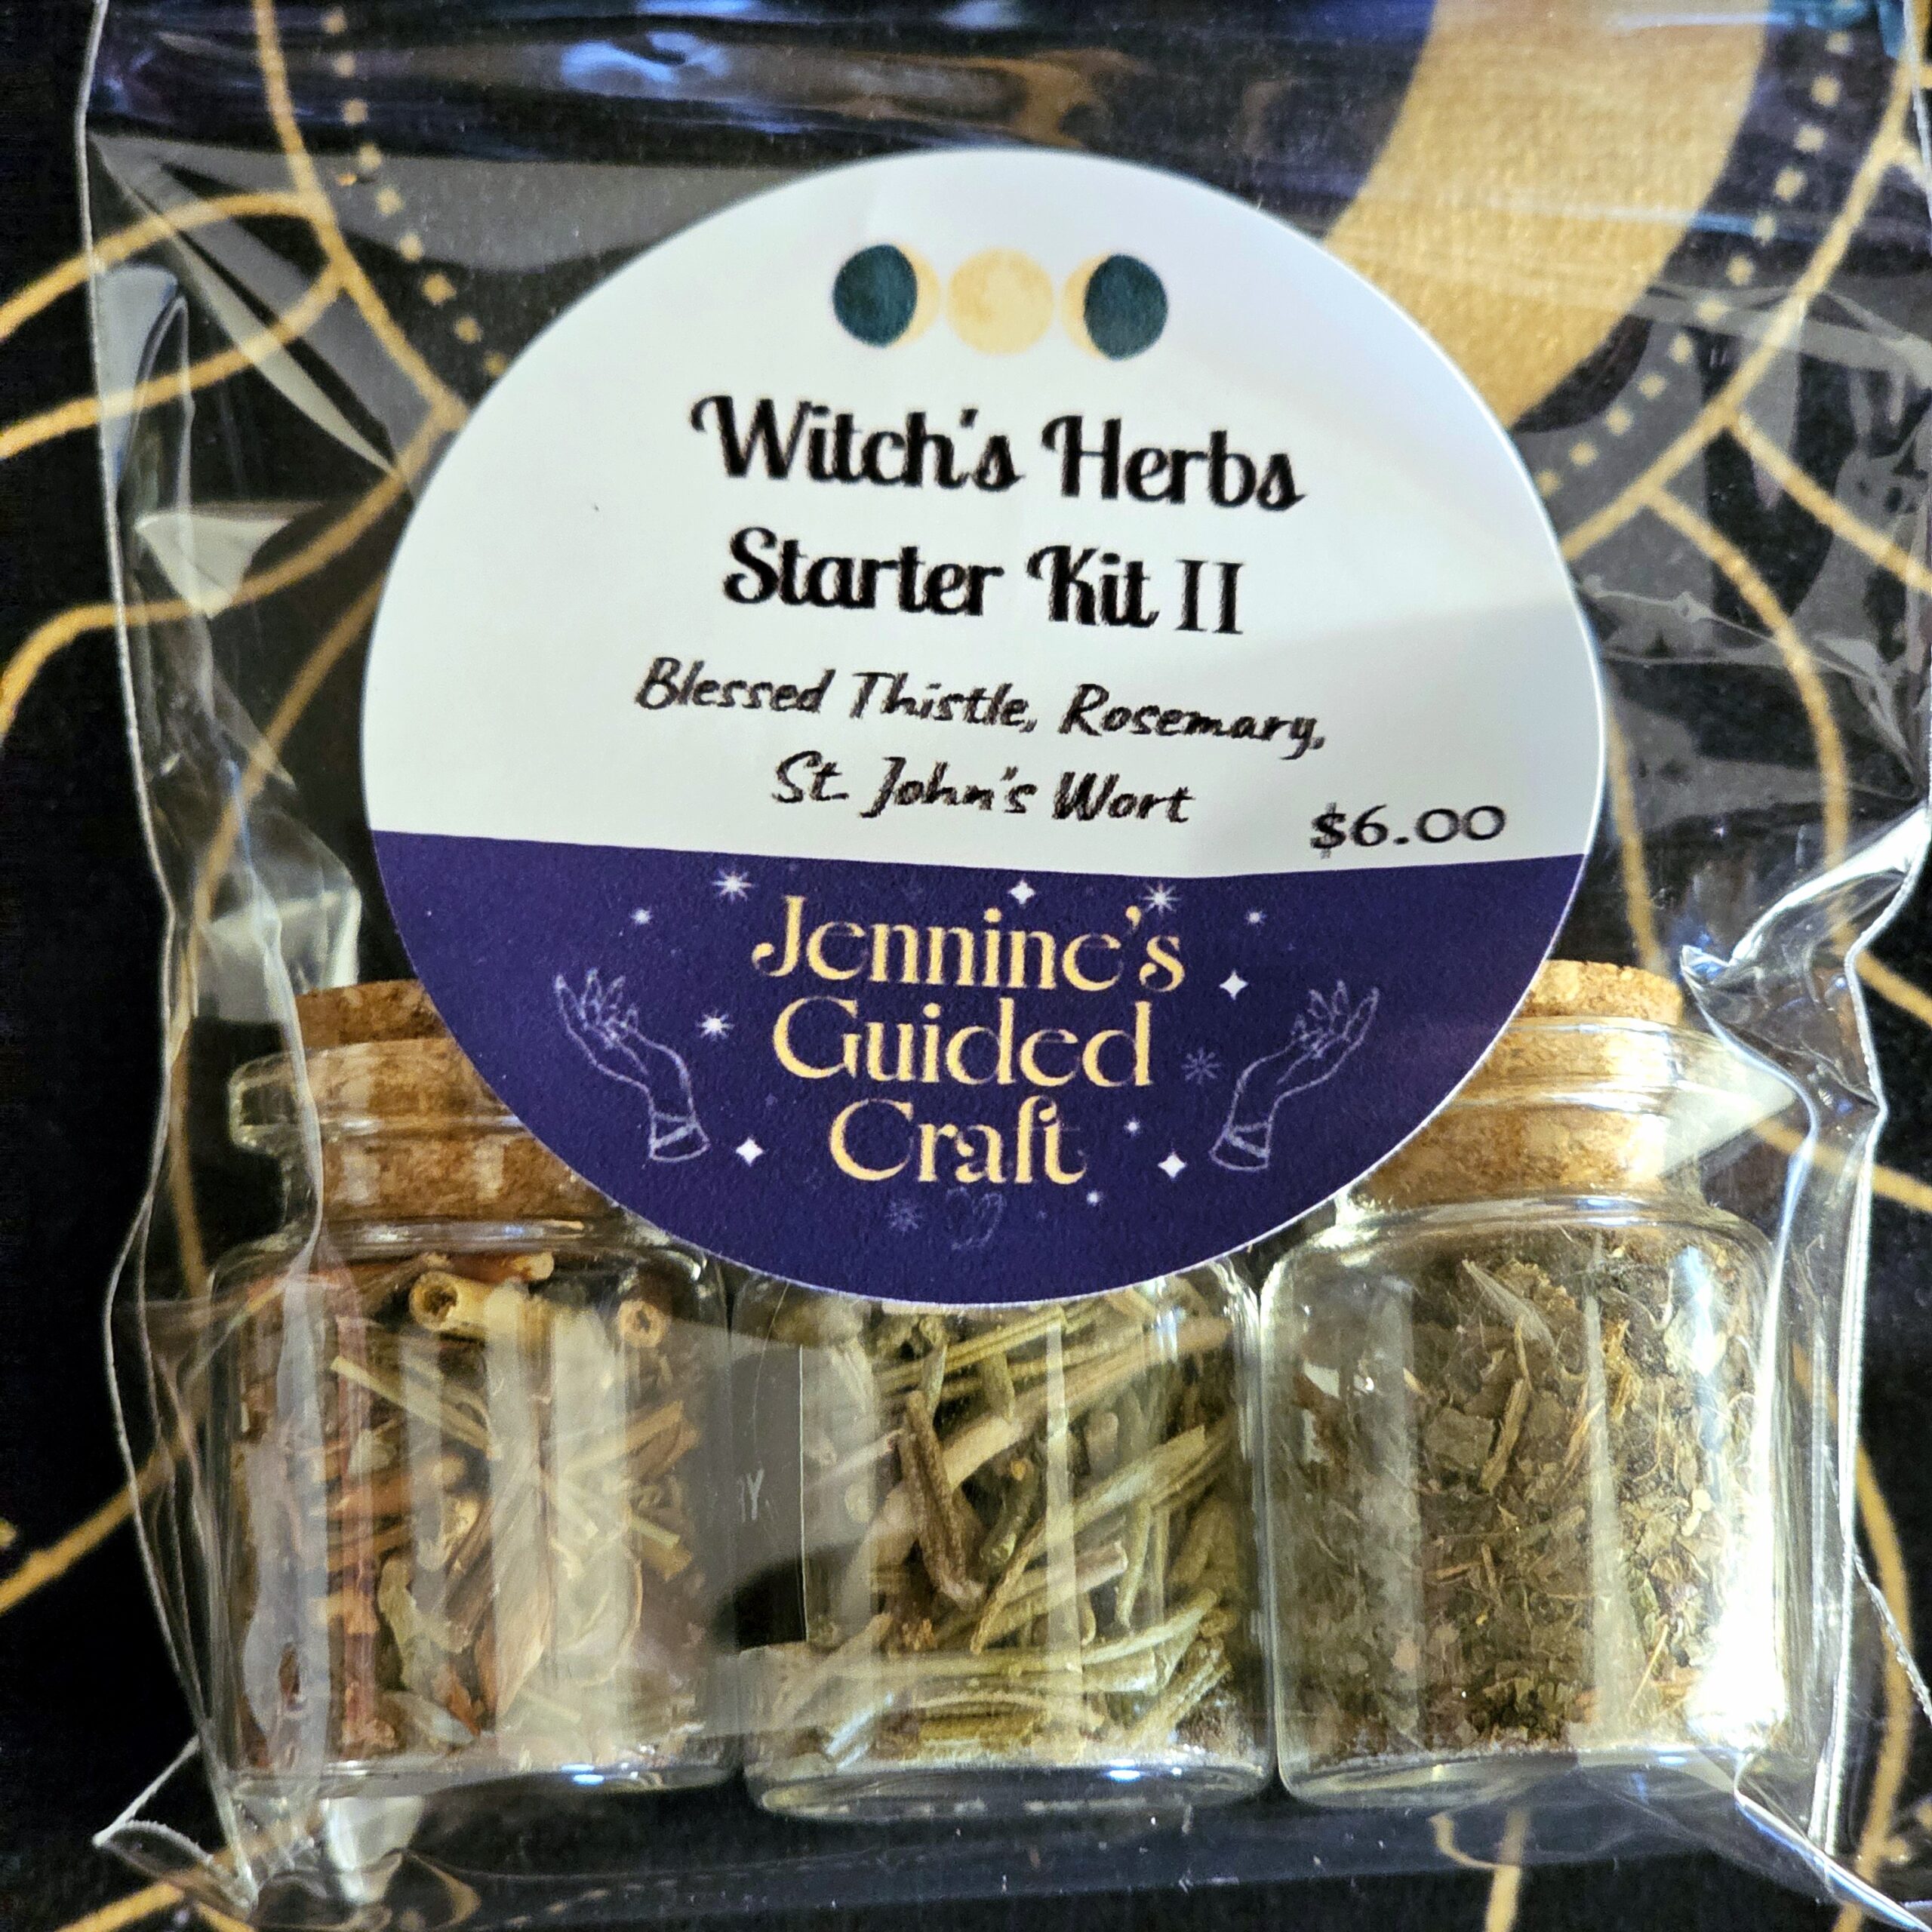 Witch's Herbs
Starter Kit II
Blessed Thistle, Rosemary,
St. John's Wort
$6.00
Jennine's
Guided
Craft